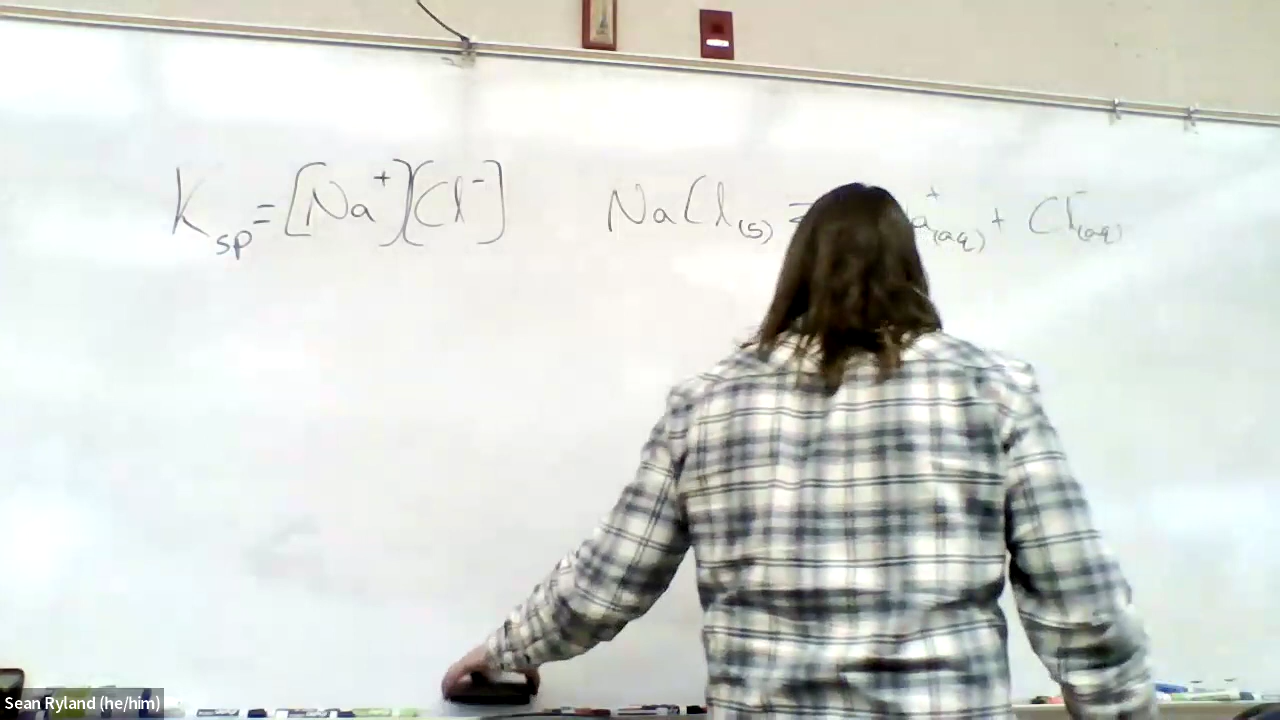 Ksp = [Na+][Cl-]
NaCl(s) ⇌ a+(aq) + Cl-(aq)
Sean Ryland (he/him)